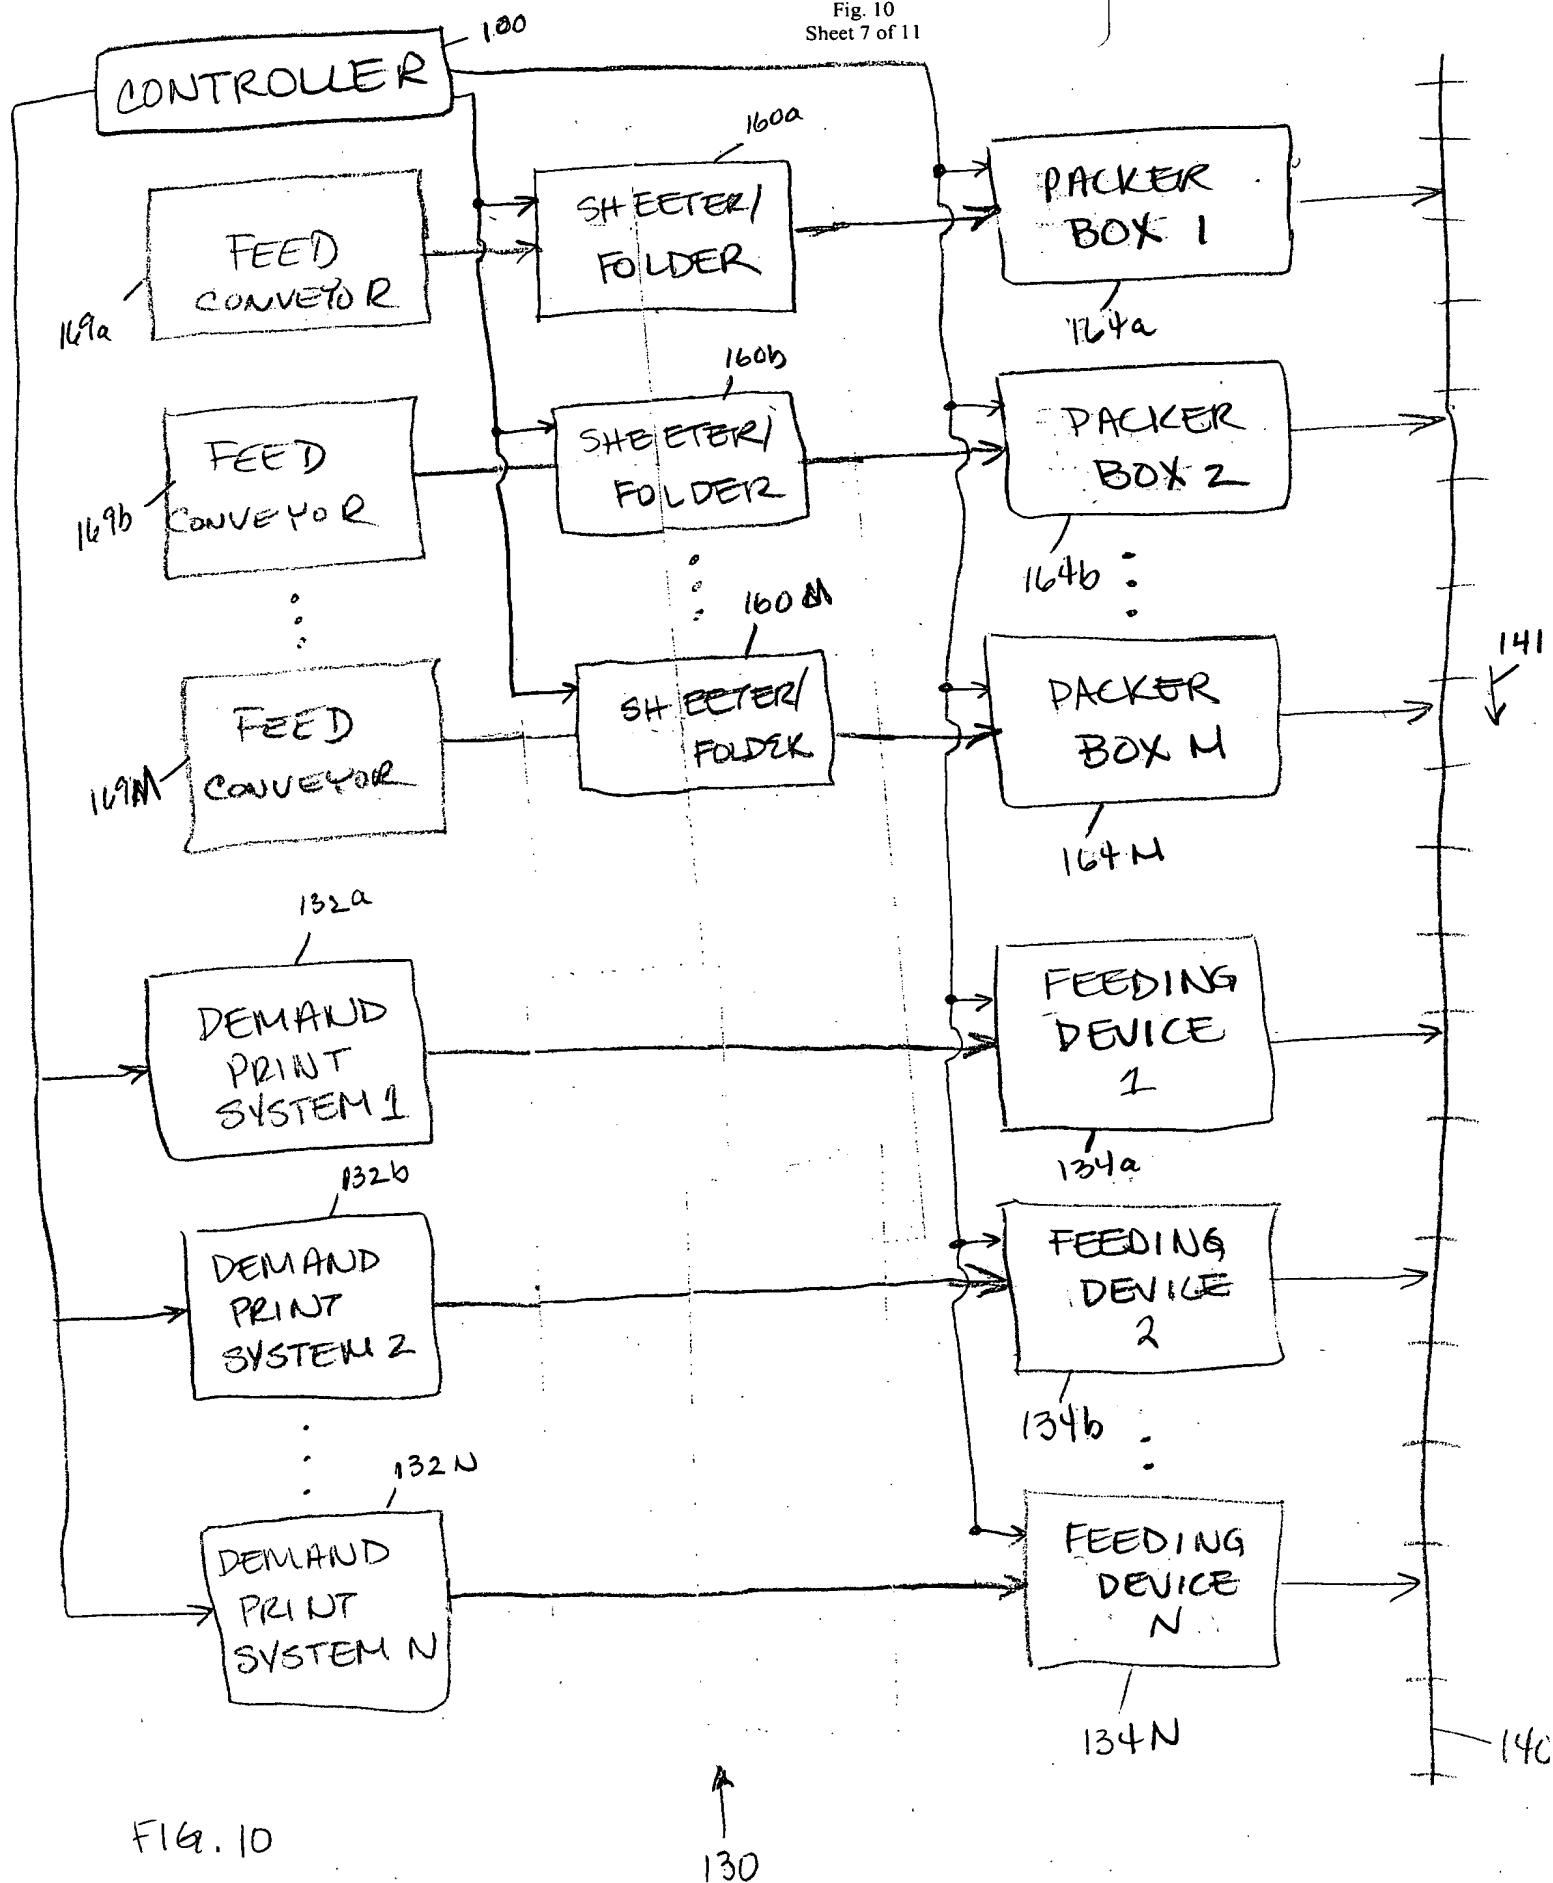 Fig. 10
Sheet 7 of 11
100
CONTROLLER
160a
SHEETER/
FOLDER
PACKER
BOX 1
164a
FEED
CONVEYOR
169a
160b
SHEETER/
FOLDER
PACKER
BOX 2
164b
FEED
CONVEYOR
169b
160M
SHEETER/
FOLDER
PACKER
BOX M
164M
141
FEED
CONVEYOR
169M
132a
DEMAND
PRINT
SYSTEM 1
FEEDING
DEVICE
1
134a
132b
DEMAND
PRINT
SYSTEM 2
FEEDING
DEVICE
2
134b
132N
DEMAND
PRINT
SYSTEM N
FEEDING
DEVICE
N
134N
140
FIG. 10
130